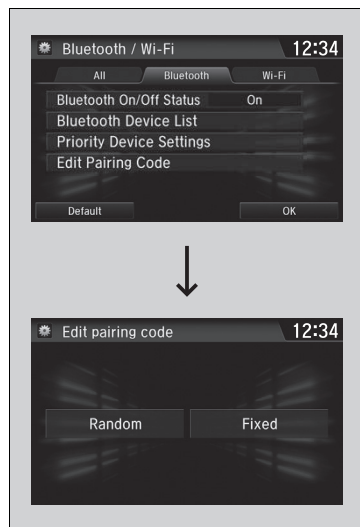 Bluetooth / Wi-Fi 12:34
All Bluetooth Wi-Fi
Bluetooth On/Off Status On
Bluetooth Device List
Priority Device Settings
Edit Pairing Code
Default OK
Edit pairing code 12:34
Random Fixed